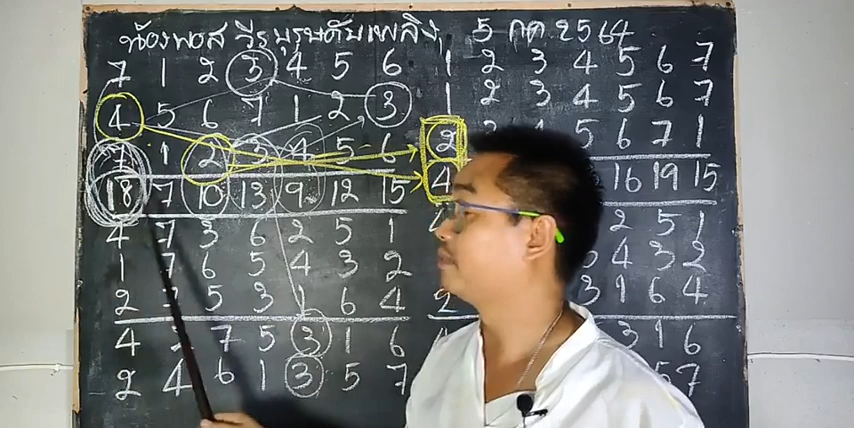 น้องพอส วีรบุรุษดับเพลิง 5 กค 2564
7 1 2 3 4 5 6 1 2 3 4 5 6 7
4 5 6 7 1 2 3 1 2 3 4 5 6 7
7 1 2 3 4 5 6 2 5 6 7 1
18 7 10 13 9 12 15 4 16 19 15
4 7 3 6 2 5 1 2 5 1
1 7 6 5 4 3 2 4 3 2
2 5 3 1 6 4 2 3 1 6 4
4 7 5 3 1 6 3 1 6
2 4 6 1 3 5 7 5 7